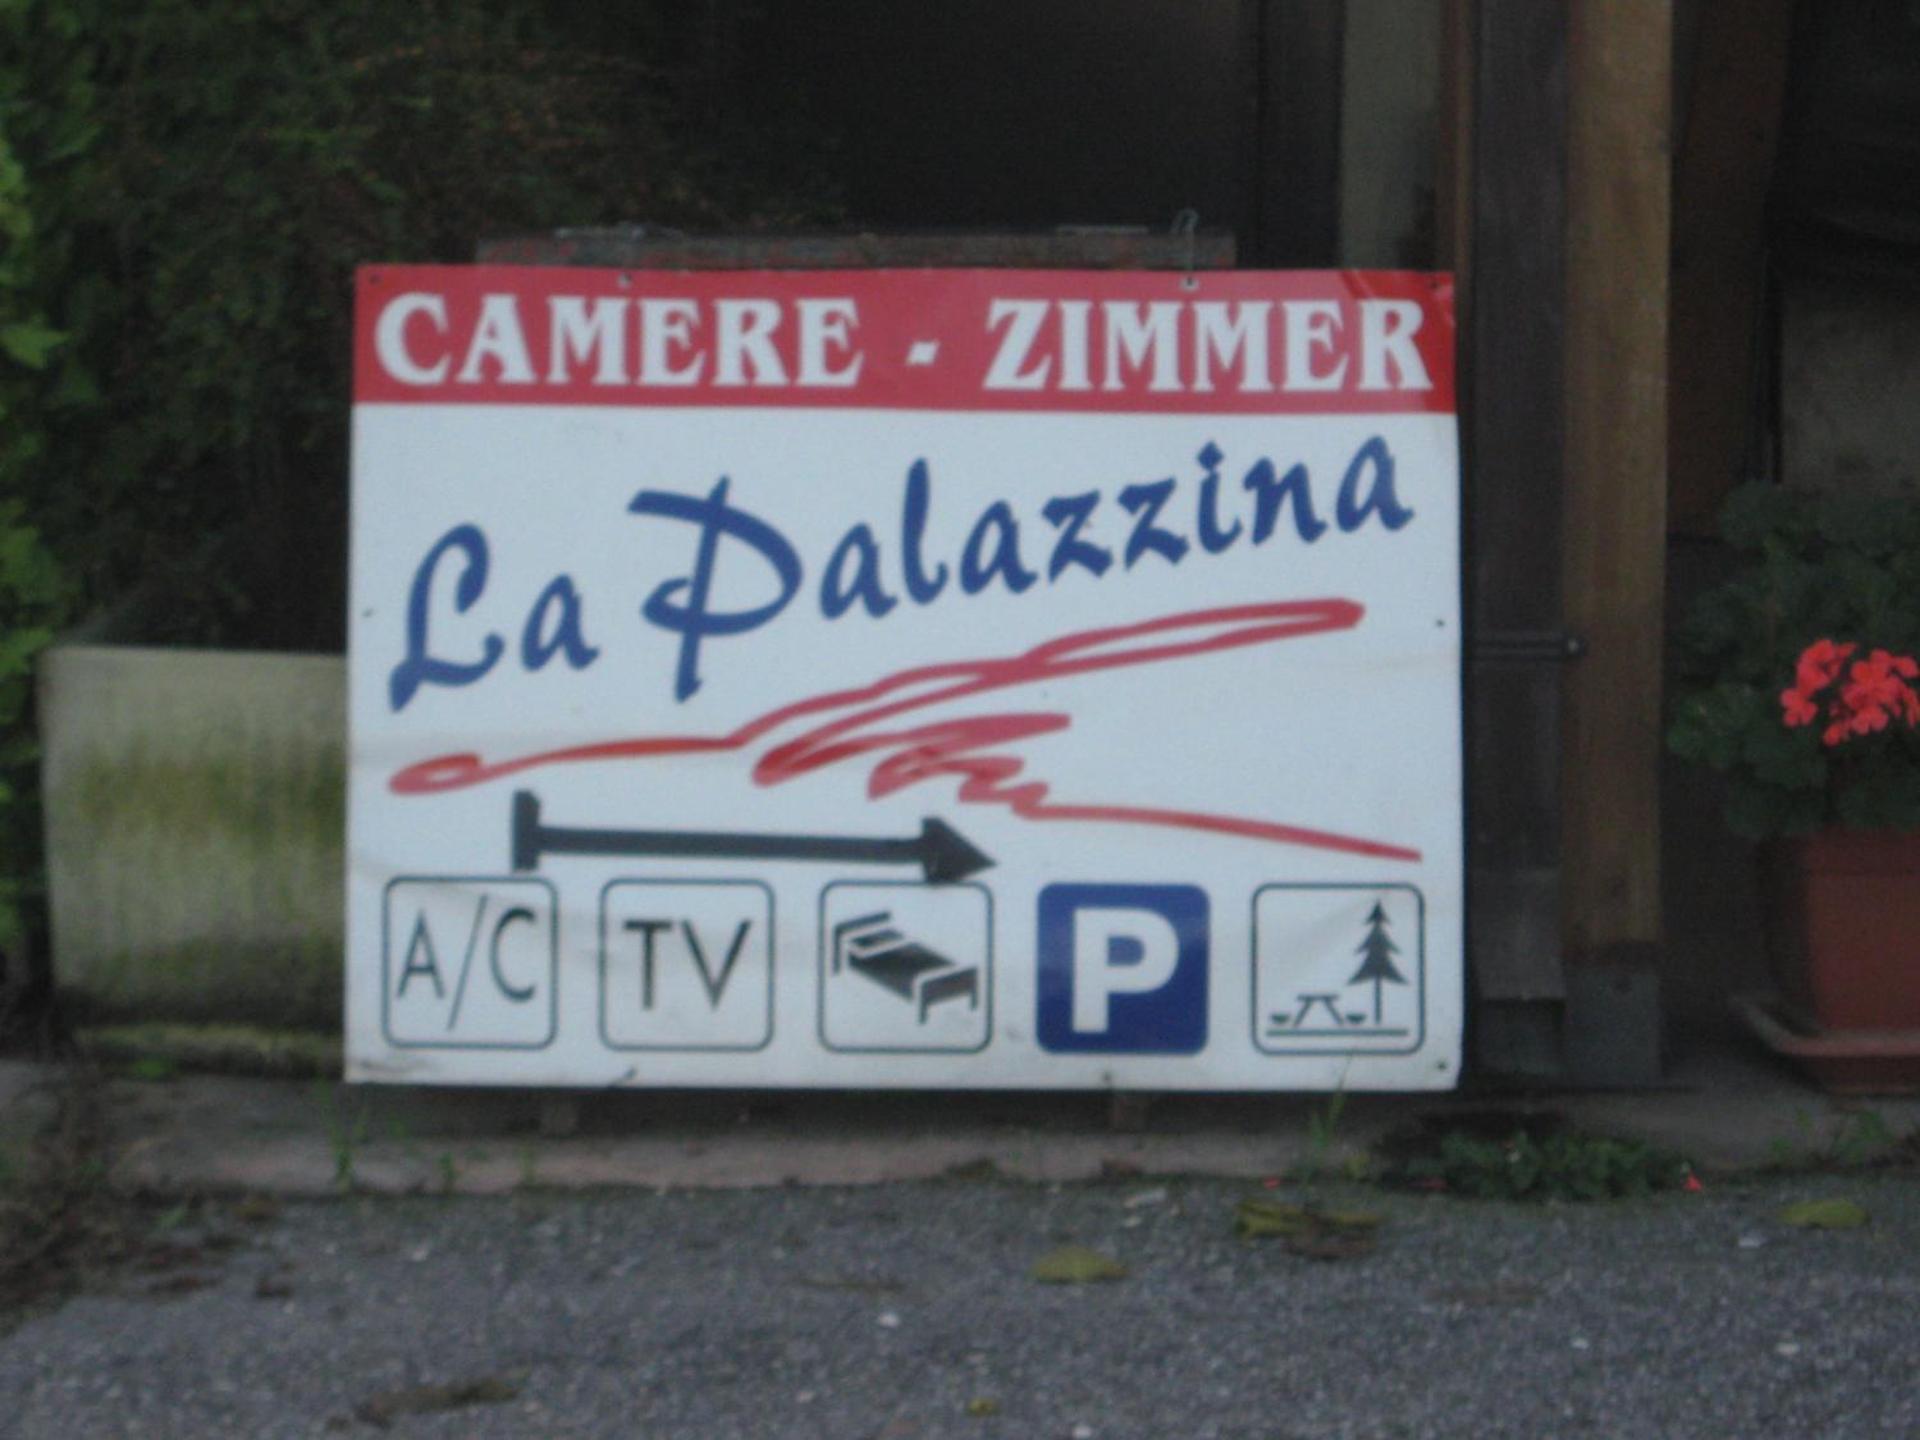 CAMERE - ZIMMER
La Palazzina
A/C TV P